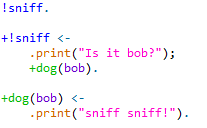 !sniff.
+!sniff <-
.print("Is it bob?");
+dog(bob).
+dog(bob) <-
.print("sniff sniff!").